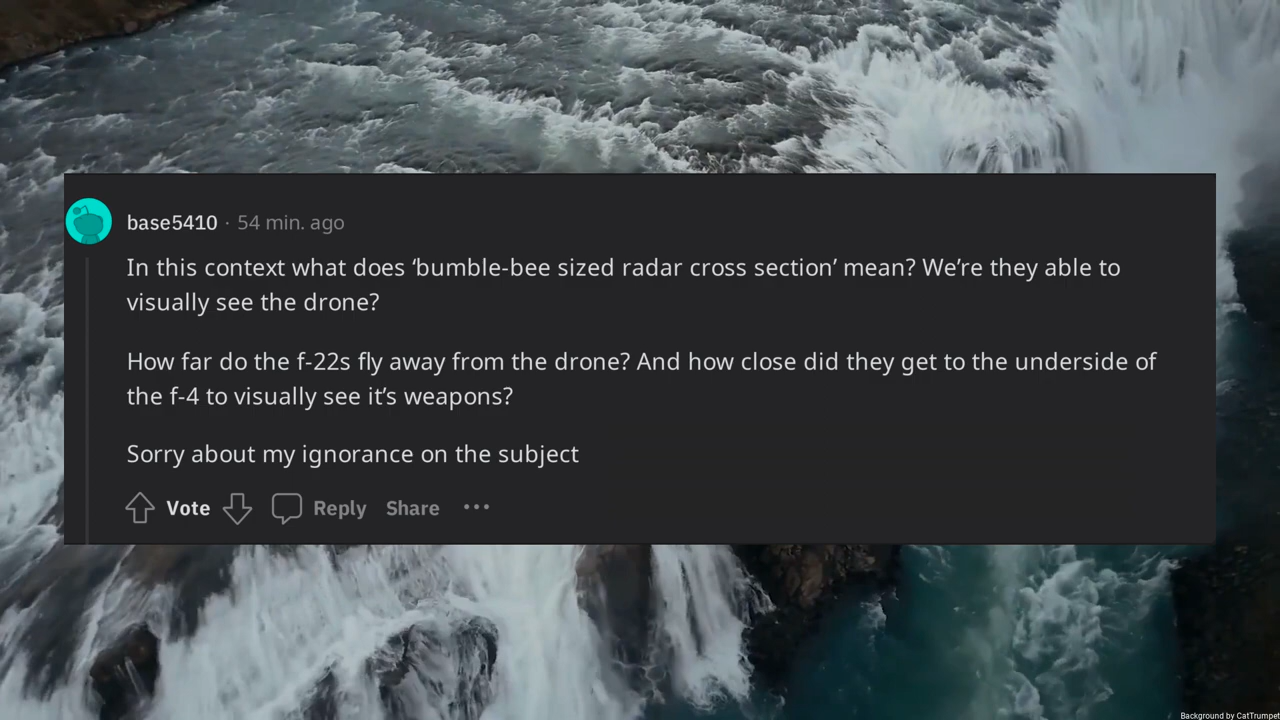 base5410 · 54 min. ago
In this context what does ‘bumble-bee sized radar cross section’ mean? We’re they able to
visually see the drone?
How far do the f-22s fly away from the drone? And how close did they get to the underside of
the f-4 to visually see it’s weapons?
Sorry about my ignorance on the subject
Vote Reply Share ···
Background by CatTrumpet